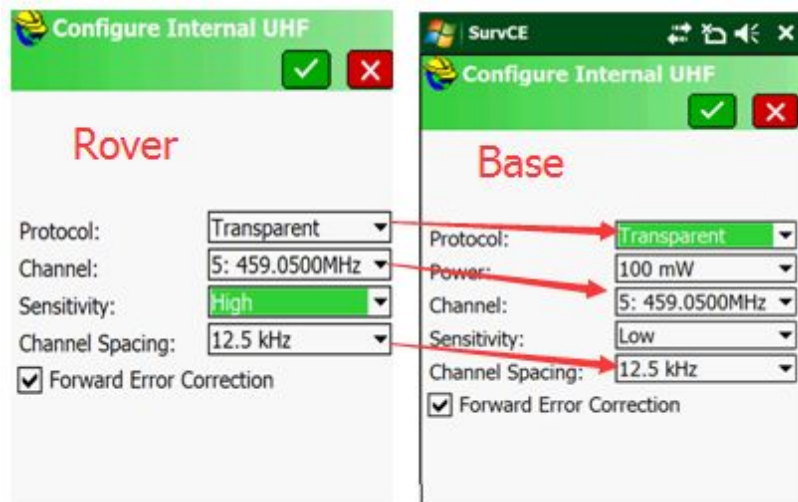 Configure Internal UHF
Rover
Protocol: Transparent
Channel: 5: 459.0500MHz
Sensitivity: High
Channel Spacing: 12.5 kHz
Forward Error Correction
SurvCE
Configure Internal UHF
Base
Protocol: Transparent
Power: 100 mW
Channel: 5: 459.0500MHz
Sensitivity: Low
Channel Spacing: 12.5 kHz
Forward Error Correction